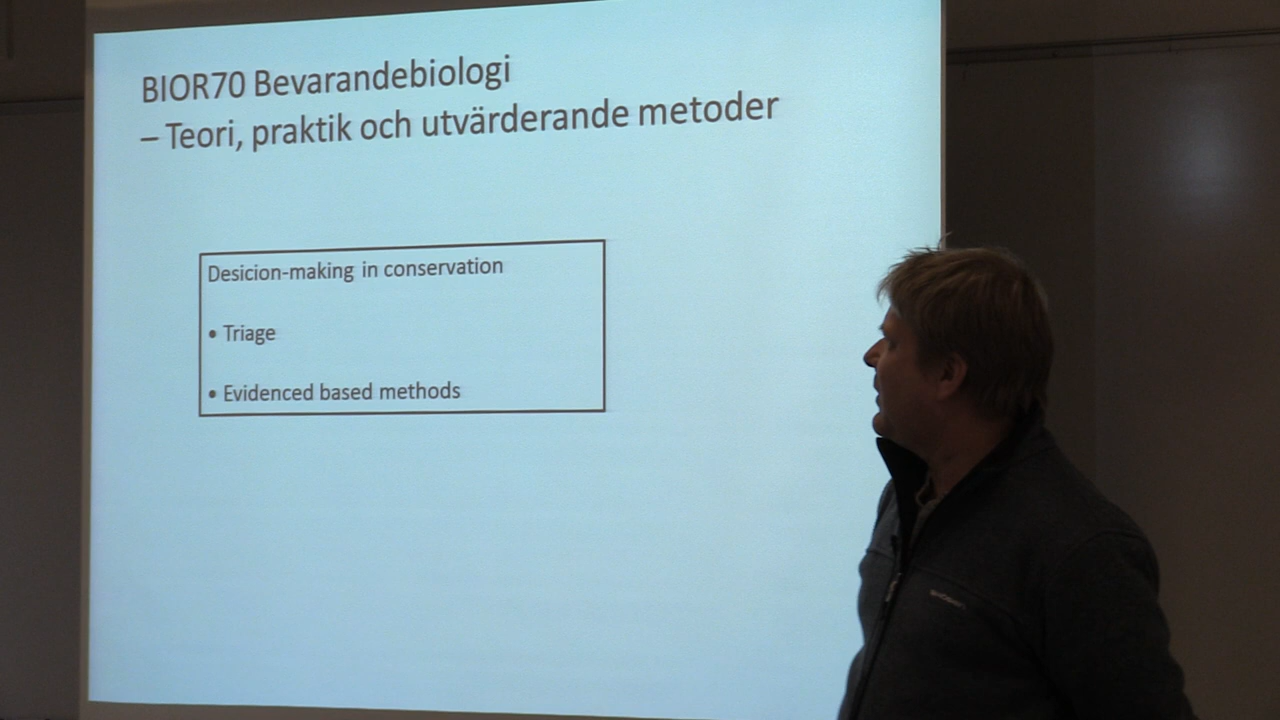 BIOR70 Bevarandebiologi
– Teori, praktik och utvärderande metoder
Desicion-making in conservation
• Triage
• Evidenced based methods